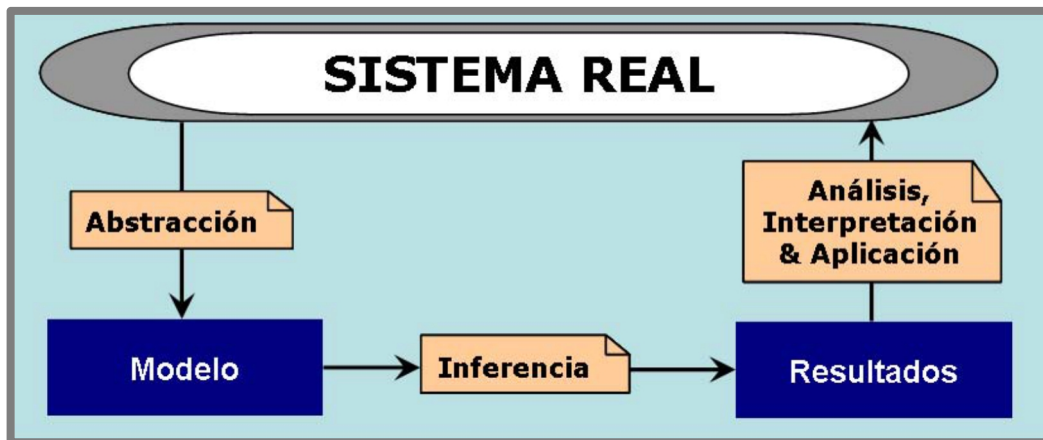 SISTEMA REAL
Abstracción
Análisis,
Interpretación
& Aplicación
Modelo
Inferencia
Resultados